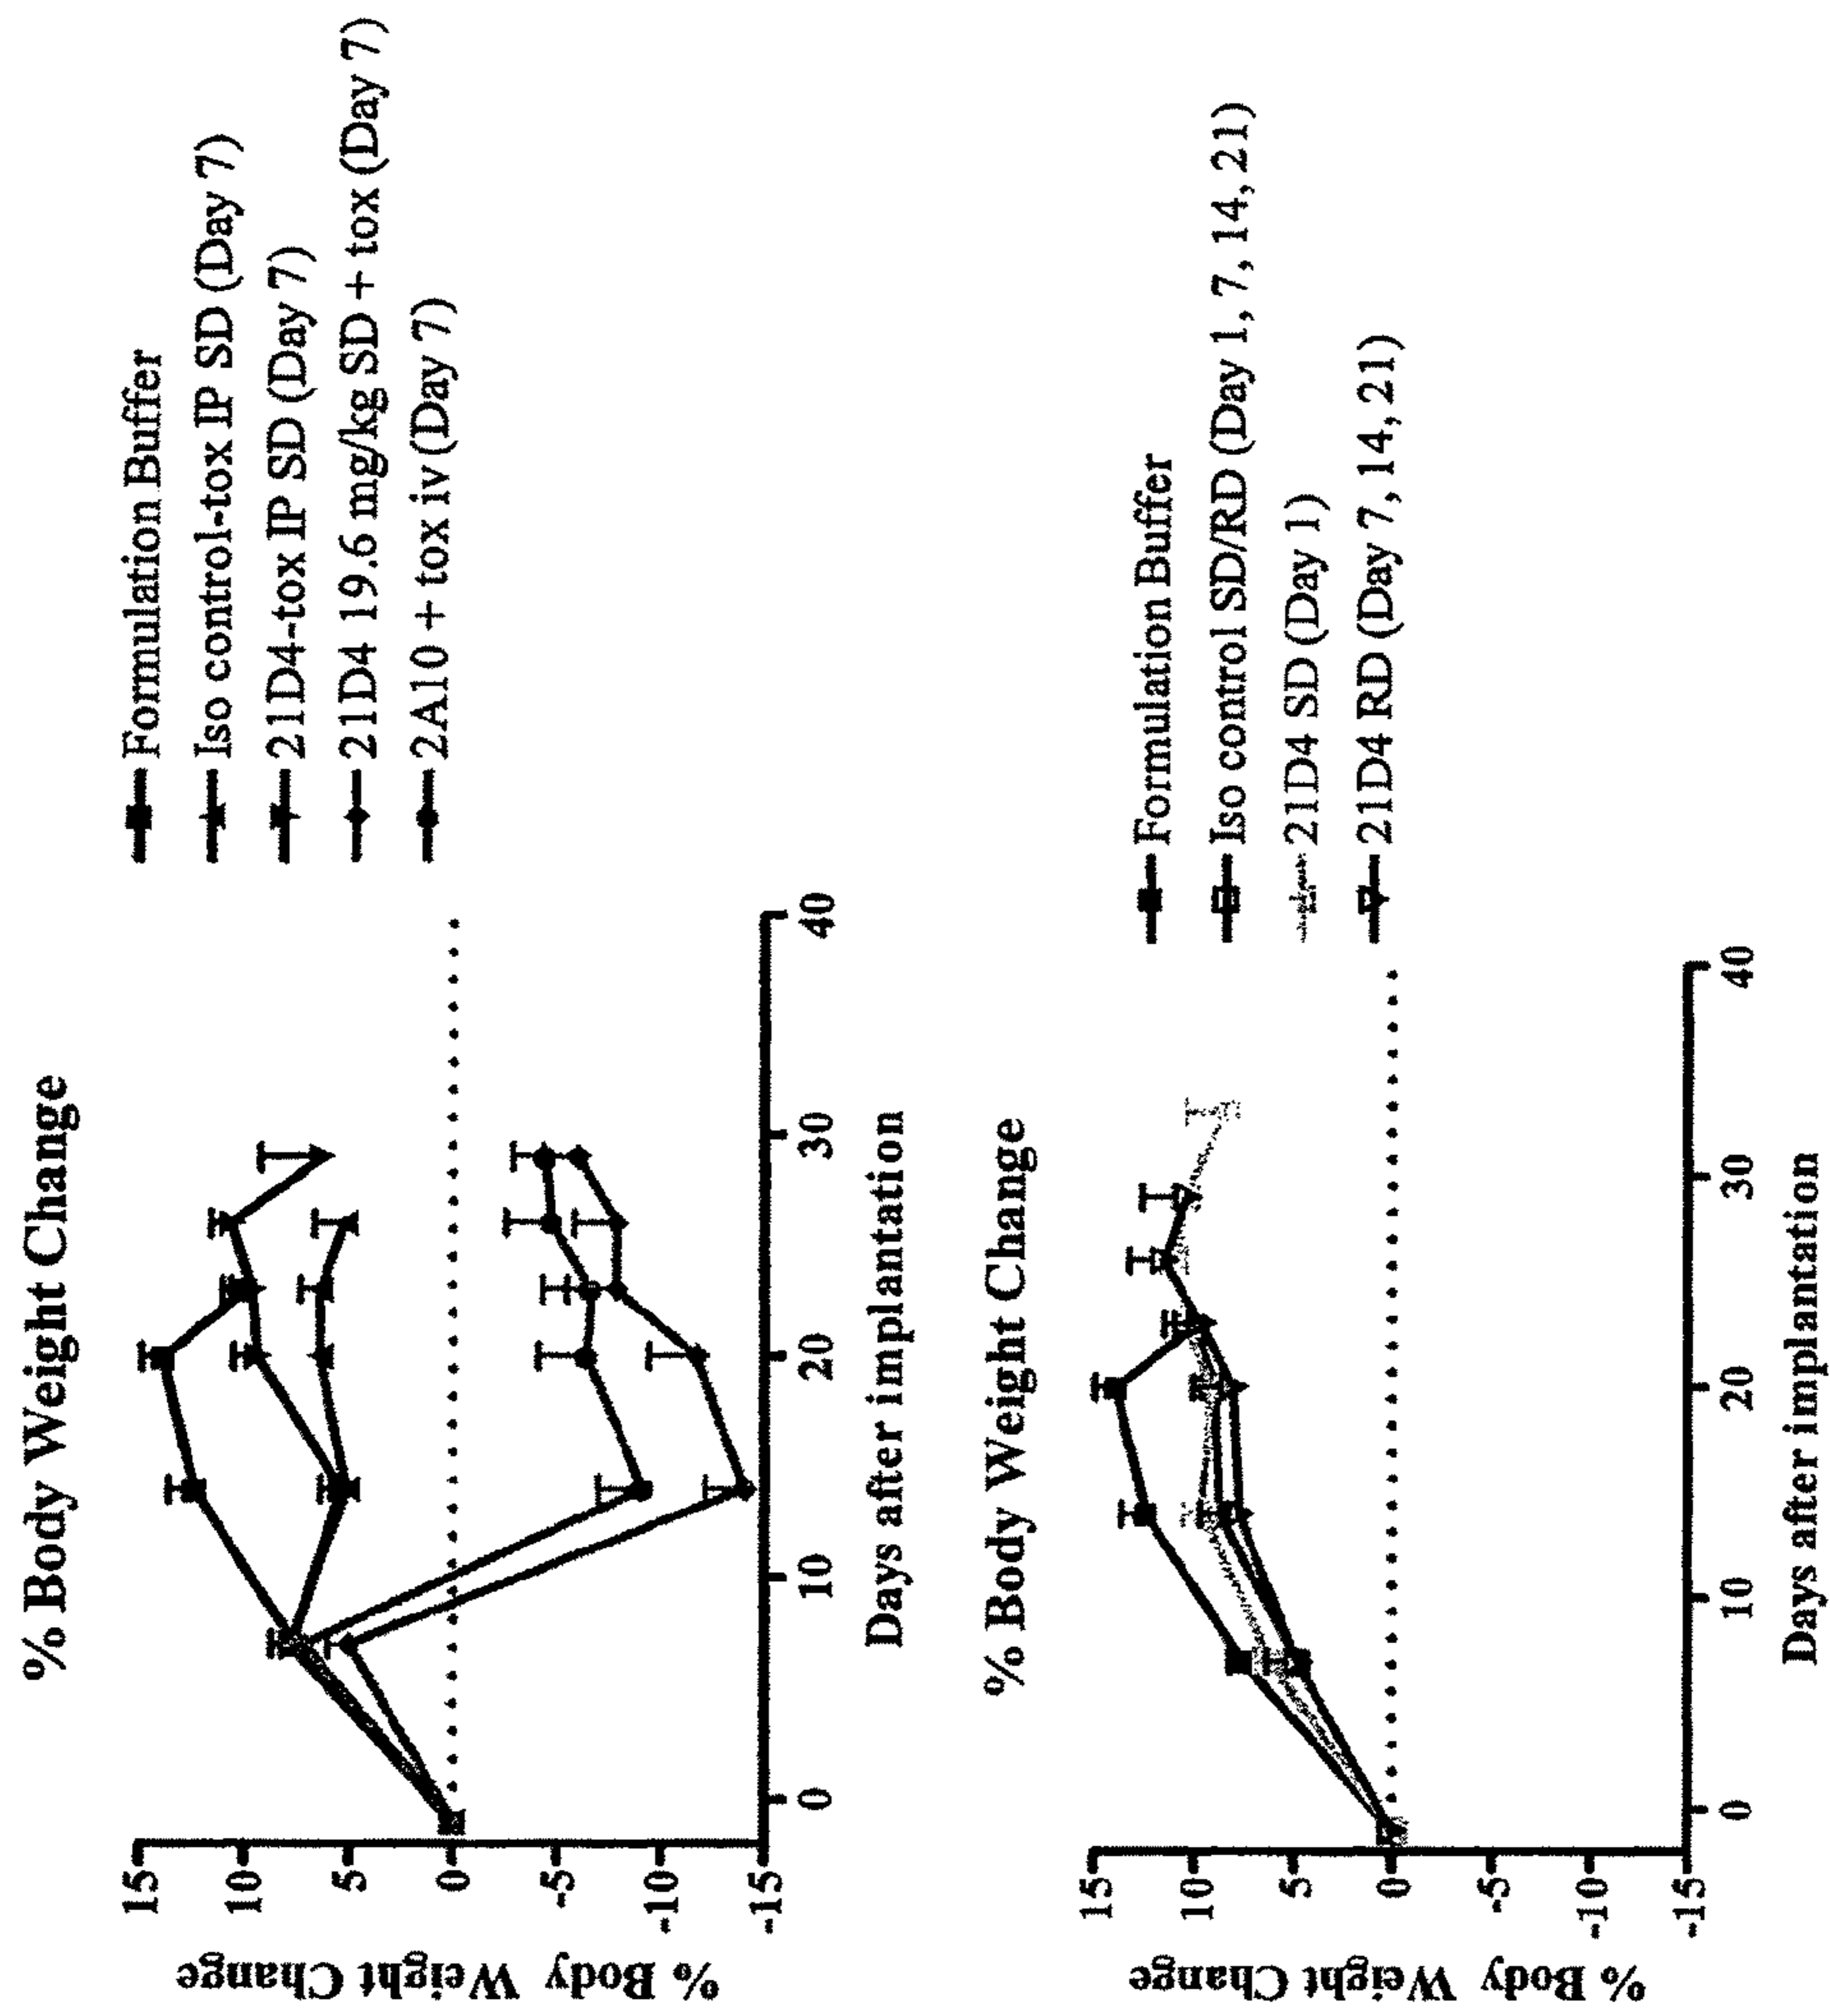 % Body Weight Change
% Body Weight Change
15
10
5
0
-5
-10
-15
0
10
20
30
40
Days after implantation
Formulation Buffer
Iso control-tox IP SD (Day 7)
21D4-tox IP SD (Day 7)
21D4 19.6 mg/kg SD + tox (Day 7)
2A10 + tox iv (Day 7)
% Body Weight Change
% Body Weight Change
15
10
5
0
-5
-10
-15
0
10
20
30
40
Days after implantation
Formulation Buffer
Iso control SD/RD (Day 1, 7, 14, 21)
21D4 SD (Day 1)
21D4 RD (Day 7, 14, 21)